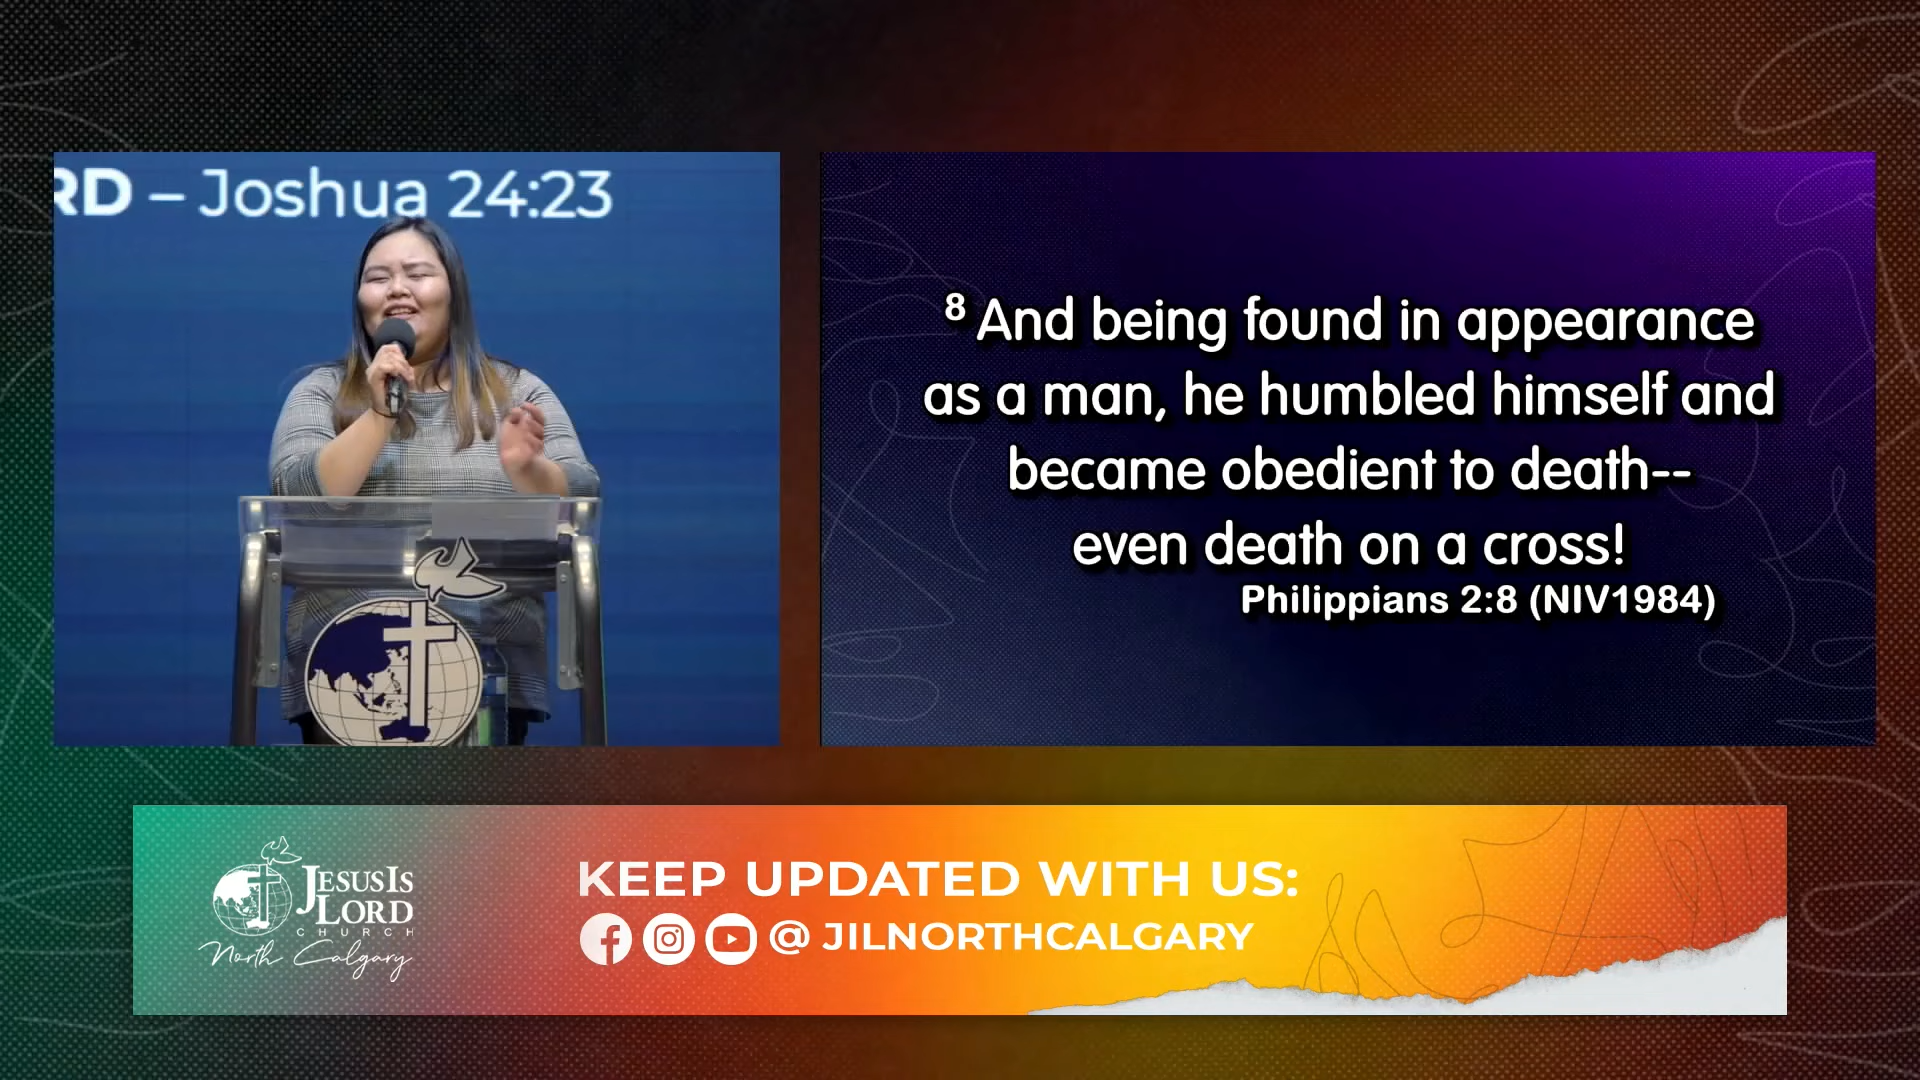 RD – Joshua 24:23
8 And being found in appearance
as a man, he humbled himself and
became obedient to death--
even death on a cross!
Philippians 2:8 (NIV1984)
JESUS IS
LORD
CHURCH
North Calgary
KEEP UPDATED WITH US:
@ JILNORTHCALGARY